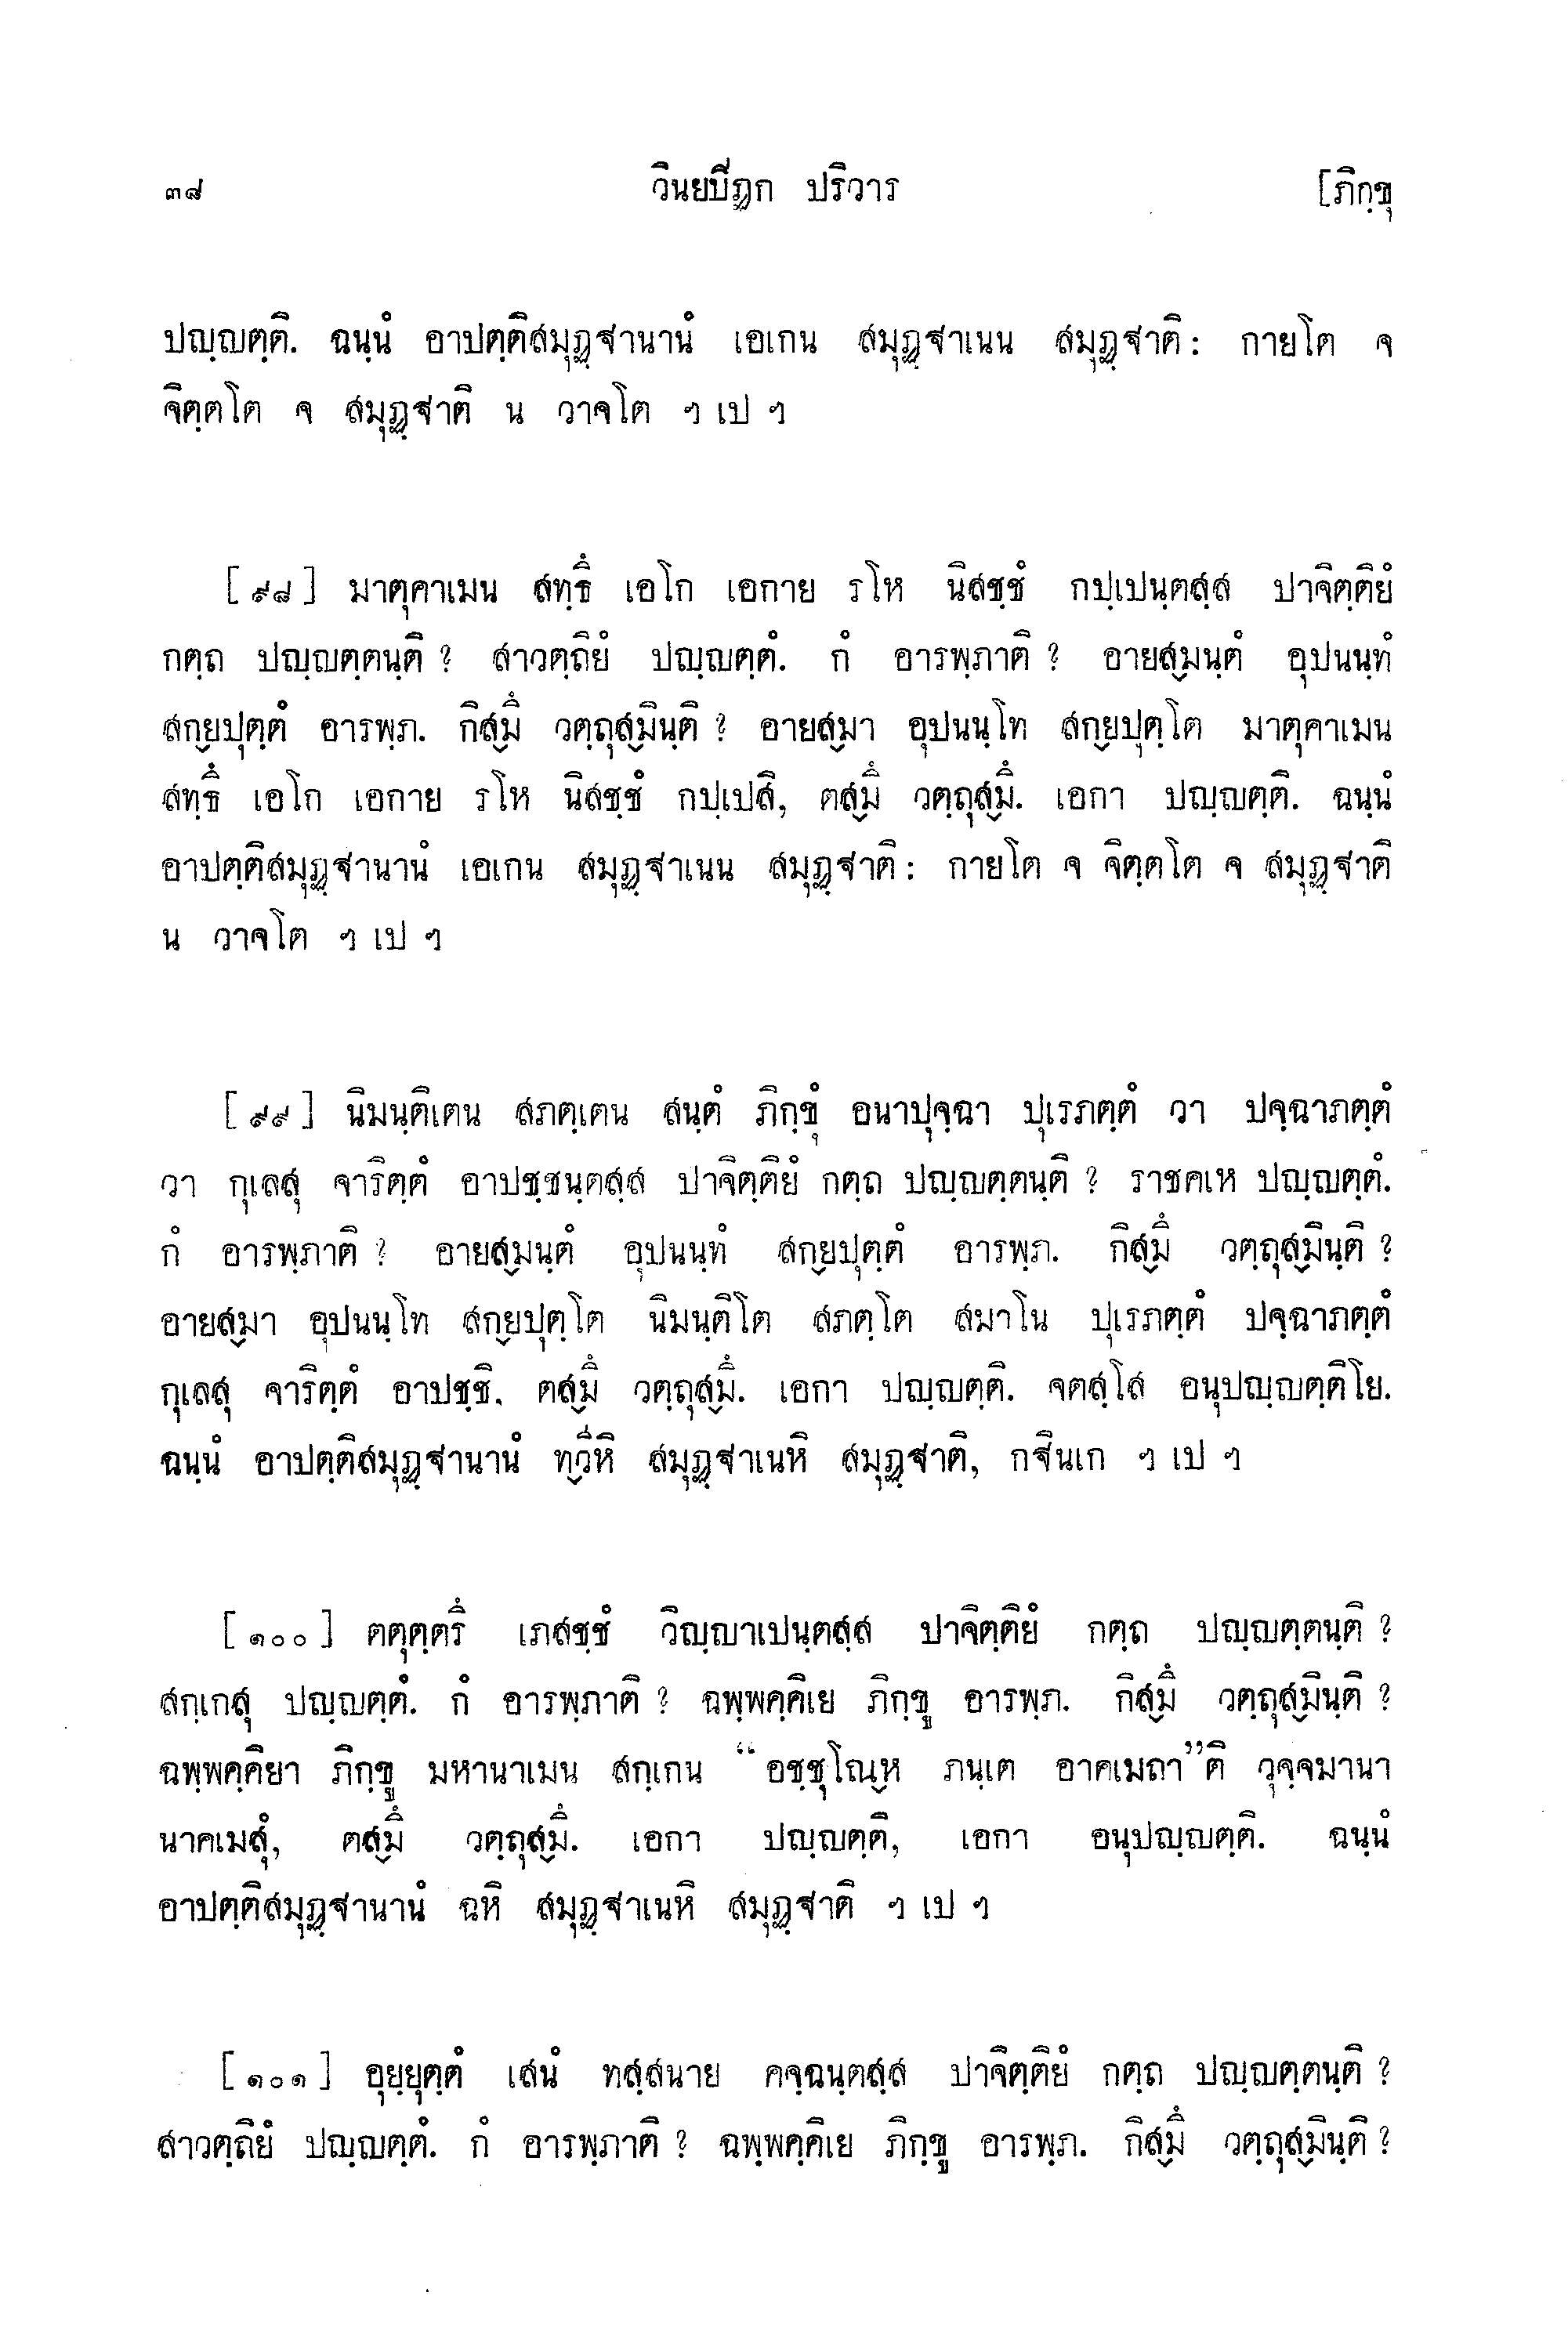 ๓๘ วินยปิฏก ปริวาร [ภิกฺขุ
ปญฺญตฺติ. ฉนฺนํ อาปตฺติสมุฏฺฐานานํ เอเกน สมุฏฺฐาเนน สมุฏฺฐาติ: กายโต จ
จิตฺตโต จ สมุฏฺฐาติ น วาจโต ฯ เป ฯ
[๙๘] มาตุคาเมน สทฺธึ เอโก เอกาย รโห นิสชฺชํ กปฺเปนฺตสฺส ปาจิตฺติยํ
กตฺถ ปญฺญตฺตนฺติ ? สาวตฺถิยํ ปญฺญตฺตํ. กํ อารพฺภาติ ? อายสฺมนฺตํ อุปนนฺทํ
สกฺยปุตฺตํ อารพฺภ. กิสฺมึ วตฺถุสฺมินฺติ ? อายสฺมา อุปนนฺโท สกฺยปุตฺโต มาตุคาเมน
สทฺธึ เอโก เอกาย รโห นิสชฺชํ กปฺเปสิ, ตสฺมึ วตฺถุสฺมึ. เอกา ปญฺญตฺติ. ฉนฺนํ
อาปตฺติสมุฏฺฐานานํ เอเกน สมุฏฺฐาเนน สมุฏฺฐาติ: กายโต จ จิตฺตโต จ สมุฏฺฐาติ
น วาจโต ฯ เป ฯ
[๙๙] นิมนฺติเตน สภตฺเตน สนฺตํ ภิกฺขุํ อนาปุจฺฉา ปุเรภตฺตํ วา ปจฺฉาภตฺตํ
วา กุเลสุ จาริตฺตํ อาปชฺชนฺตสฺส ปาจิตฺติยํ กตฺถ ปญฺญตฺตนฺติ ? ราชคเห ปญฺญตฺตํ.
กํ อารพฺภาติ ? อายสฺมนฺตํ อุปนนฺทํ สกฺยปุตฺตํ อารพฺภ. กิสฺมึ วตฺถุสฺมินฺติ ?
อายสฺมา อุปนนฺโท สกฺยปุตฺโต นิมนฺติโต สภตฺโต สมาโน ปุเรภตฺตํ ปจฺฉาภตฺตํ
กุเลสุ จาริตฺตํ อาปชฺชิ, ตสฺมึ วตฺถุสฺมึ. เอกา ปญฺญตฺติ. จตสฺโส อนุปญฺญตฺติโย.
ฉนฺนํ อาปตฺติสมุฏฺฐานานํ ทฺวีหิ สมุฏฺฐาเนหิ สมุฏฺฐาติ, กฐินเก ฯ เป ฯ
[๑๐๐] ตตุตฺตรึ เภสชฺชํ วิญฺญาเปนฺตสฺส ปาจิตฺติยํ กตฺถ ปญฺญตฺตนฺติ ?
สกฺเกสุ ปญฺญตฺตํ. กํ อารพฺภาติ ? ฉพฺพคฺคิเย ภิกฺขู อารพฺภ. กิสฺมึ วตฺถุสฺมินฺติ ?
ฉพฺพคฺคิยา ภิกฺขู มหานาเมน สกฺเกน “อชฺชุโณฺห ภนฺเต อาคเมถา”ติ วุจฺจมานา
นาคเมสุํ, ตสฺมึ วตฺถุสฺมึ. เอกา ปญฺญตฺติ, เอกา อนุปญฺญตฺติ. ฉนฺนํ
อาปตฺติสมุฏฺฐานานํ ฉหิ สมุฏฺฐาเนหิ สมุฏฺฐาติ ฯ เป ฯ
[๑๐๑] อุยฺยุตฺตํ เสนํ ทสฺสนาย คจฺฉนฺตสฺส ปาจิตฺติยํ กตฺถ ปญฺญตฺตนฺติ ?
สาวตฺถิยํ ปญฺญตฺตํ. กํ อารพฺภาติ ? ฉพฺพคฺคิเย ภิกฺขู อารพฺภ. กิสฺมึ วตฺถุสฺมินฺติ ?